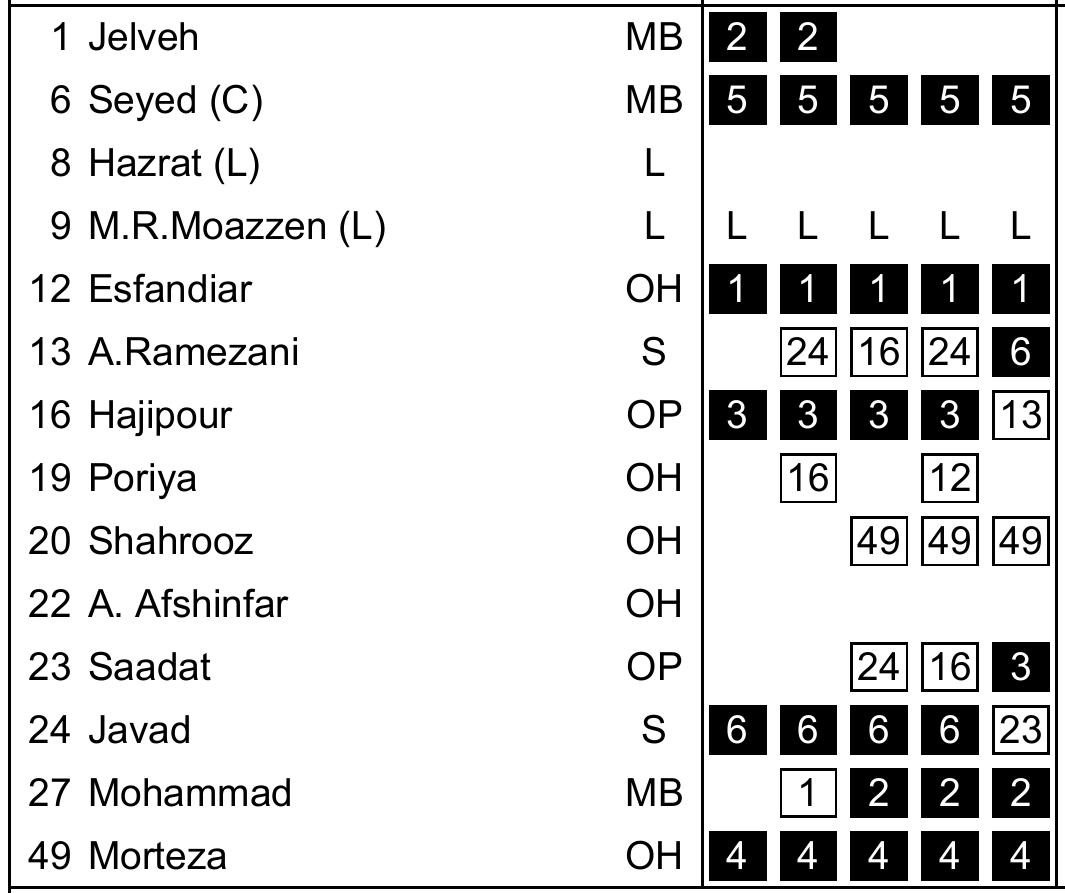 1 Jelveh MB 2 2
6 Seyed (C) MB 5 5 5 5 5
8 Hazrat (L) L
9 M.R.Moazzen (L) L L L L L L
12 Esfandiar OH 1 1 1 1 1
13 A.Ramezani S 24 16 24 6
16 Hajipour OP 3 3 3 3 13
19 Poriya OH 16 12
20 Shahrooz OH 49 49 49
22 A. Afshinfar OH
23 Saadat OP 24 16 3
24 Javad S 6 6 6 6 23
27 Mohammad MB 1 2 2 2
49 Morteza OH 4 4 4 4 4